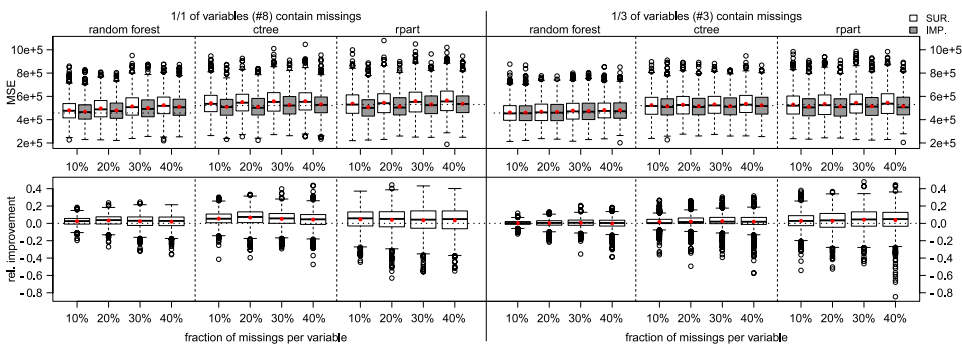 1/1 of variables (#8) contain missings 1/3 of variables (#3) contain missings
random forest ctree rpart random forest ctree rpart
SUR.
IMP.
MSE
10e+5 10e+5
8e+5 8e+5
6e+5 6e+5
4e+5 4e+5
2e+5 2e+5
10% 20% 30% 40% 10% 20% 30% 40% 10% 20% 30% 40% 10% 20% 30% 40% 10% 20% 30% 40% 10% 20% 30% 40%
rel. improvement
0.4 0.4
0.2 0.2
0.0 0.0
-0.2 -0.2
-0.4 -0.4
-0.6 -0.6
-0.8 -0.8
10% 20% 30% 40% 10% 20% 30% 40% 10% 20% 30% 40% 10% 20% 30% 40% 10% 20% 30% 40% 10% 20% 30% 40%
fraction of missings per variable fraction of missings per variable